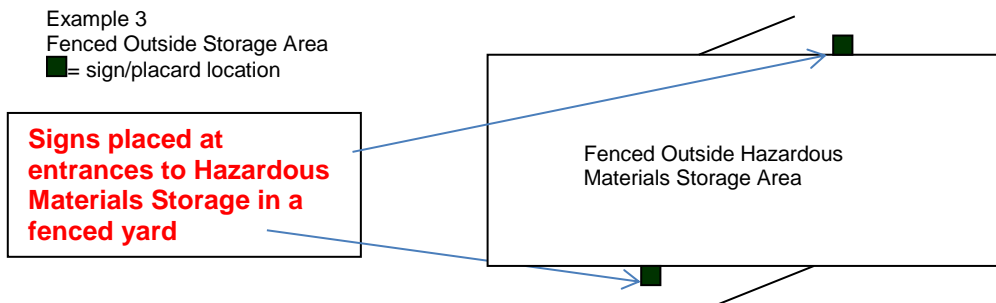 Example 3
Fenced Outside Storage Area
= sign/placard location
Signs placed at
entrances to Hazardous
Materials Storage in a
fenced yard
Fenced Outside Hazardous
Materials Storage Area